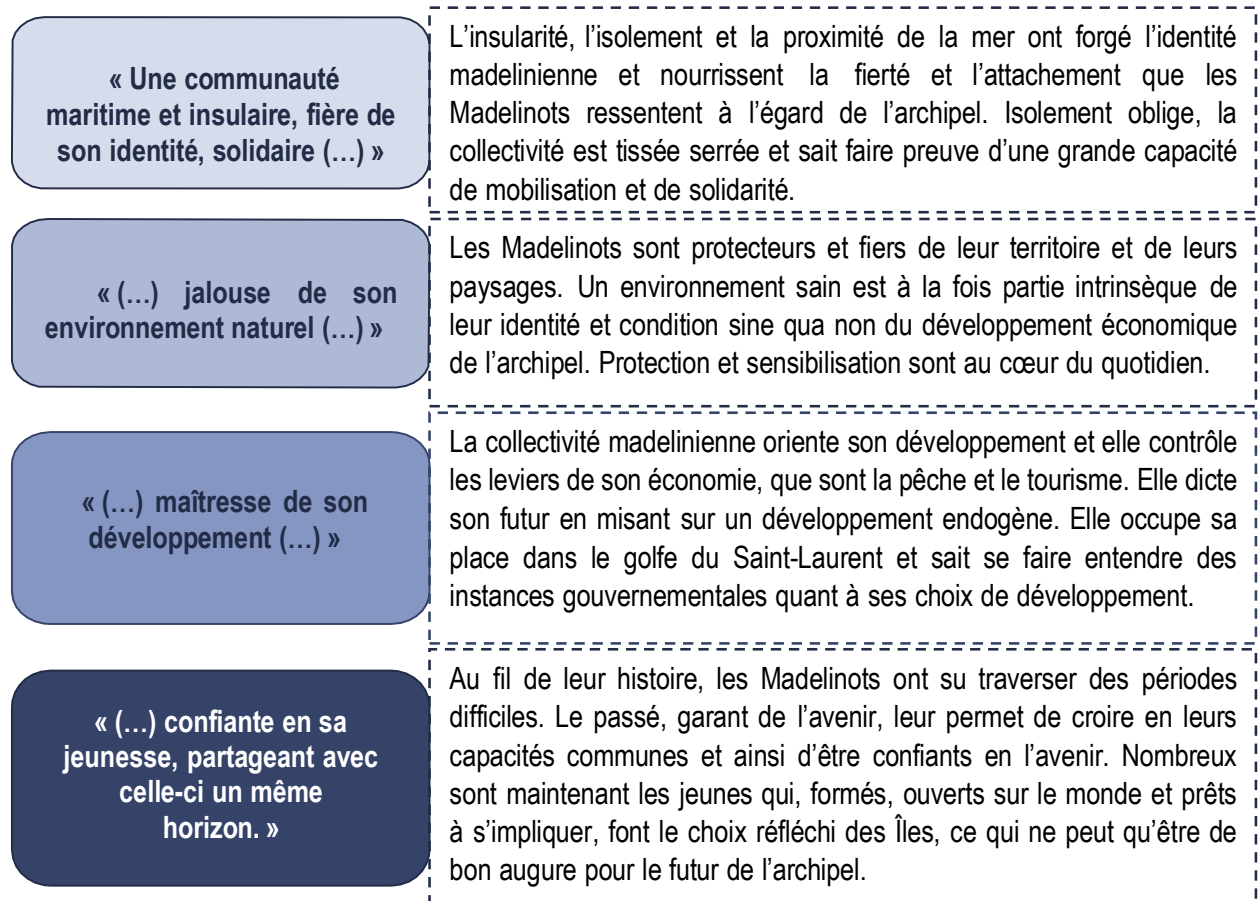 « Une communauté
maritime et insulaire, fière de
son identité, solidaire (…) »
L’insularité, l’isolement et la proximité de la mer ont forgé l’identité
madelinienne et nourrissent la fierté et l’attachement que les
Madelinots ressentent à l’égard de l’archipel. Isolement oblige, la
collectivité est tissée serrée et sait faire preuve d’une grande capacité
de mobilisation et de solidarité.
« (…) jalouse de son
environnement naturel (…) »
Les Madelinots sont protecteurs et fiers de leur territoire et de leurs
paysages. Un environnement sain est à la fois partie intrinsèque de
leur identité et condition sine qua non du développement économique
de l’archipel. Protection et sensibilisation sont au cœur du quotidien.
« (…) maîtresse de son
développement (…) »
La collectivité madelinienne oriente son développement et elle contrôle
les leviers de son économie, que sont la pêche et le tourisme. Elle dicte
son futur en misant sur un développement endogène. Elle occupe sa
place dans le golfe du Saint-Laurent et sait se faire entendre des
instances gouvernementales quant à ses choix de développement.
« (…) confiante en sa
jeunesse, partageant avec
celle-ci un même
horizon. »
Au fil de leur histoire, les Madelinots ont su traverser des périodes
difficiles. Le passé, garant de l’avenir, leur permet de croire en leurs
capacités communes et ainsi d’être confiants en l’avenir. Nombreux
sont maintenant les jeunes qui, formés, ouverts sur le monde et prêts
à s’impliquer, font le choix réfléchi des Îles, ce qui ne peut qu’être de
bon augure pour le futur de l’archipel.